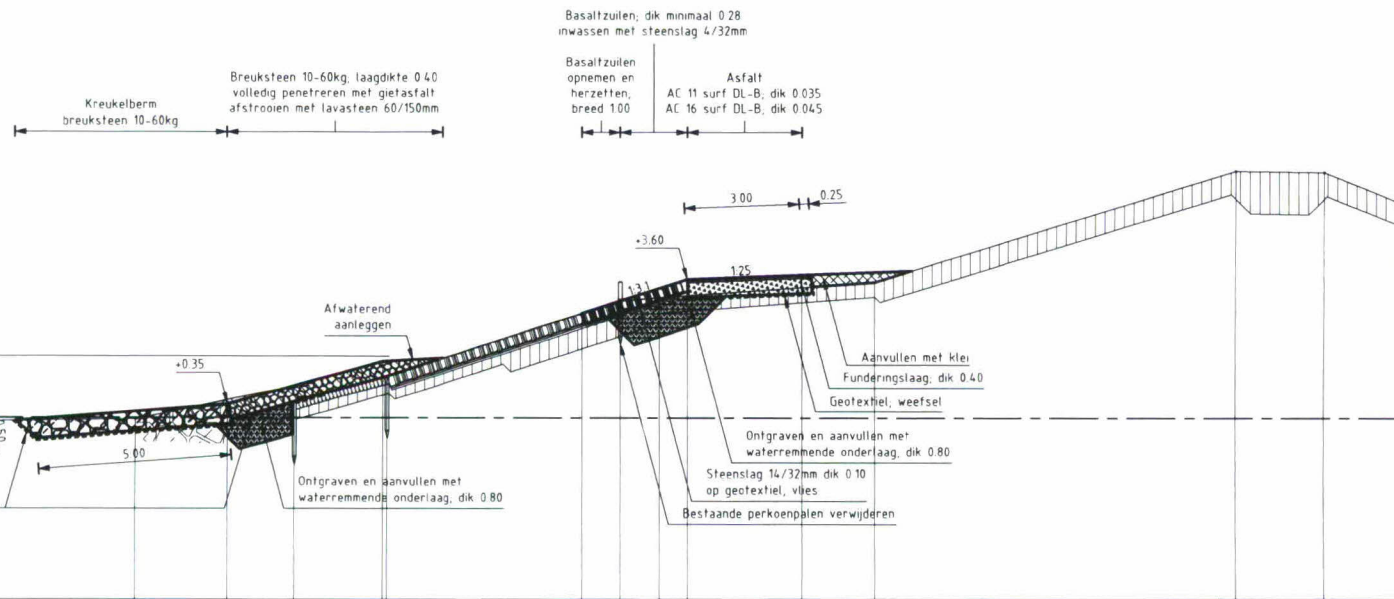 Basaltzuilen; dik minimaal 0.28
inwassen met steenslag 4/32mm
Breuksteen 10-60kg; laagdikte 0.40
volledig penetreren met gietasfalt
afstrooien met lavasteen 60/150mm
Kreukelberm
breuksteen 10-60kg
Basaltzuilen
opnemen en
herzetten;
breed 1.00
Asfalt
AC 11 surf DL-B; dik 0.035
AC 16 surf DL-B; dik 0.045
3.00
0.25
+3.60
1:25
1:3.1
Afwaterend
aanleggen
+0.35
Aanvullen met klei
Funderingslaag; dik 0.40
Geotextiel; weefsel
0.50
5.00
Ontgraven en aanvullen met
waterremmende onderlaag, dik 0.80
Ontgraven en aanvullen met
waterremmende onderlaag, dik 0.80
Steenslag 14/32mm dik 0.10
op geotextiel, vlies
Bestaande perkoenpalen verwijderen